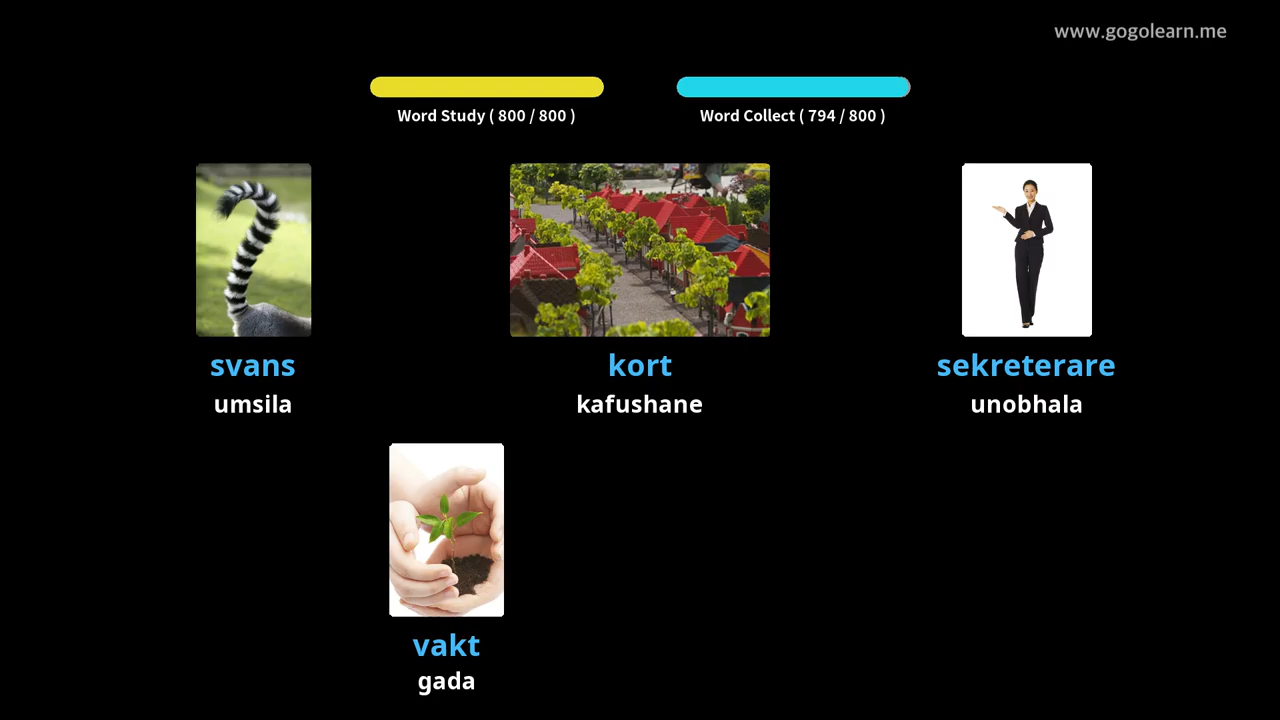 www.gogolearn.me
Word Study ( 800 / 800 )
Word Collect ( 794 / 800 )
svans
umsila
kort
kafushane
sekreterare
unobhala
vakt
gada